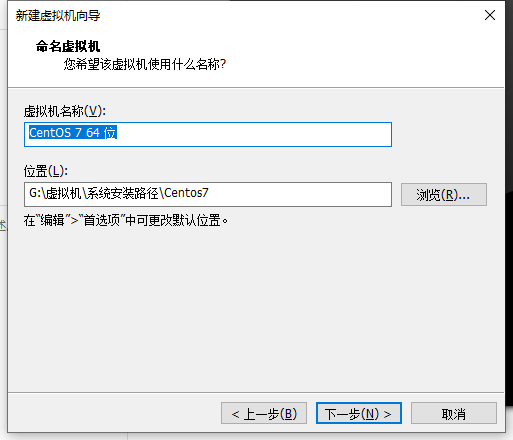 新建虚拟机向导
命名虚拟机
您希望该虚拟机使用什么名称?
虚拟机名称(V):
CentOS 7 64 位
位置(L):
G:\虚拟机\系统安装路径\Centos7
浏览(R)...
在“编辑”>“首选项”中可更改默认位置。
< 上一步(B)
下一步(N) >
取消